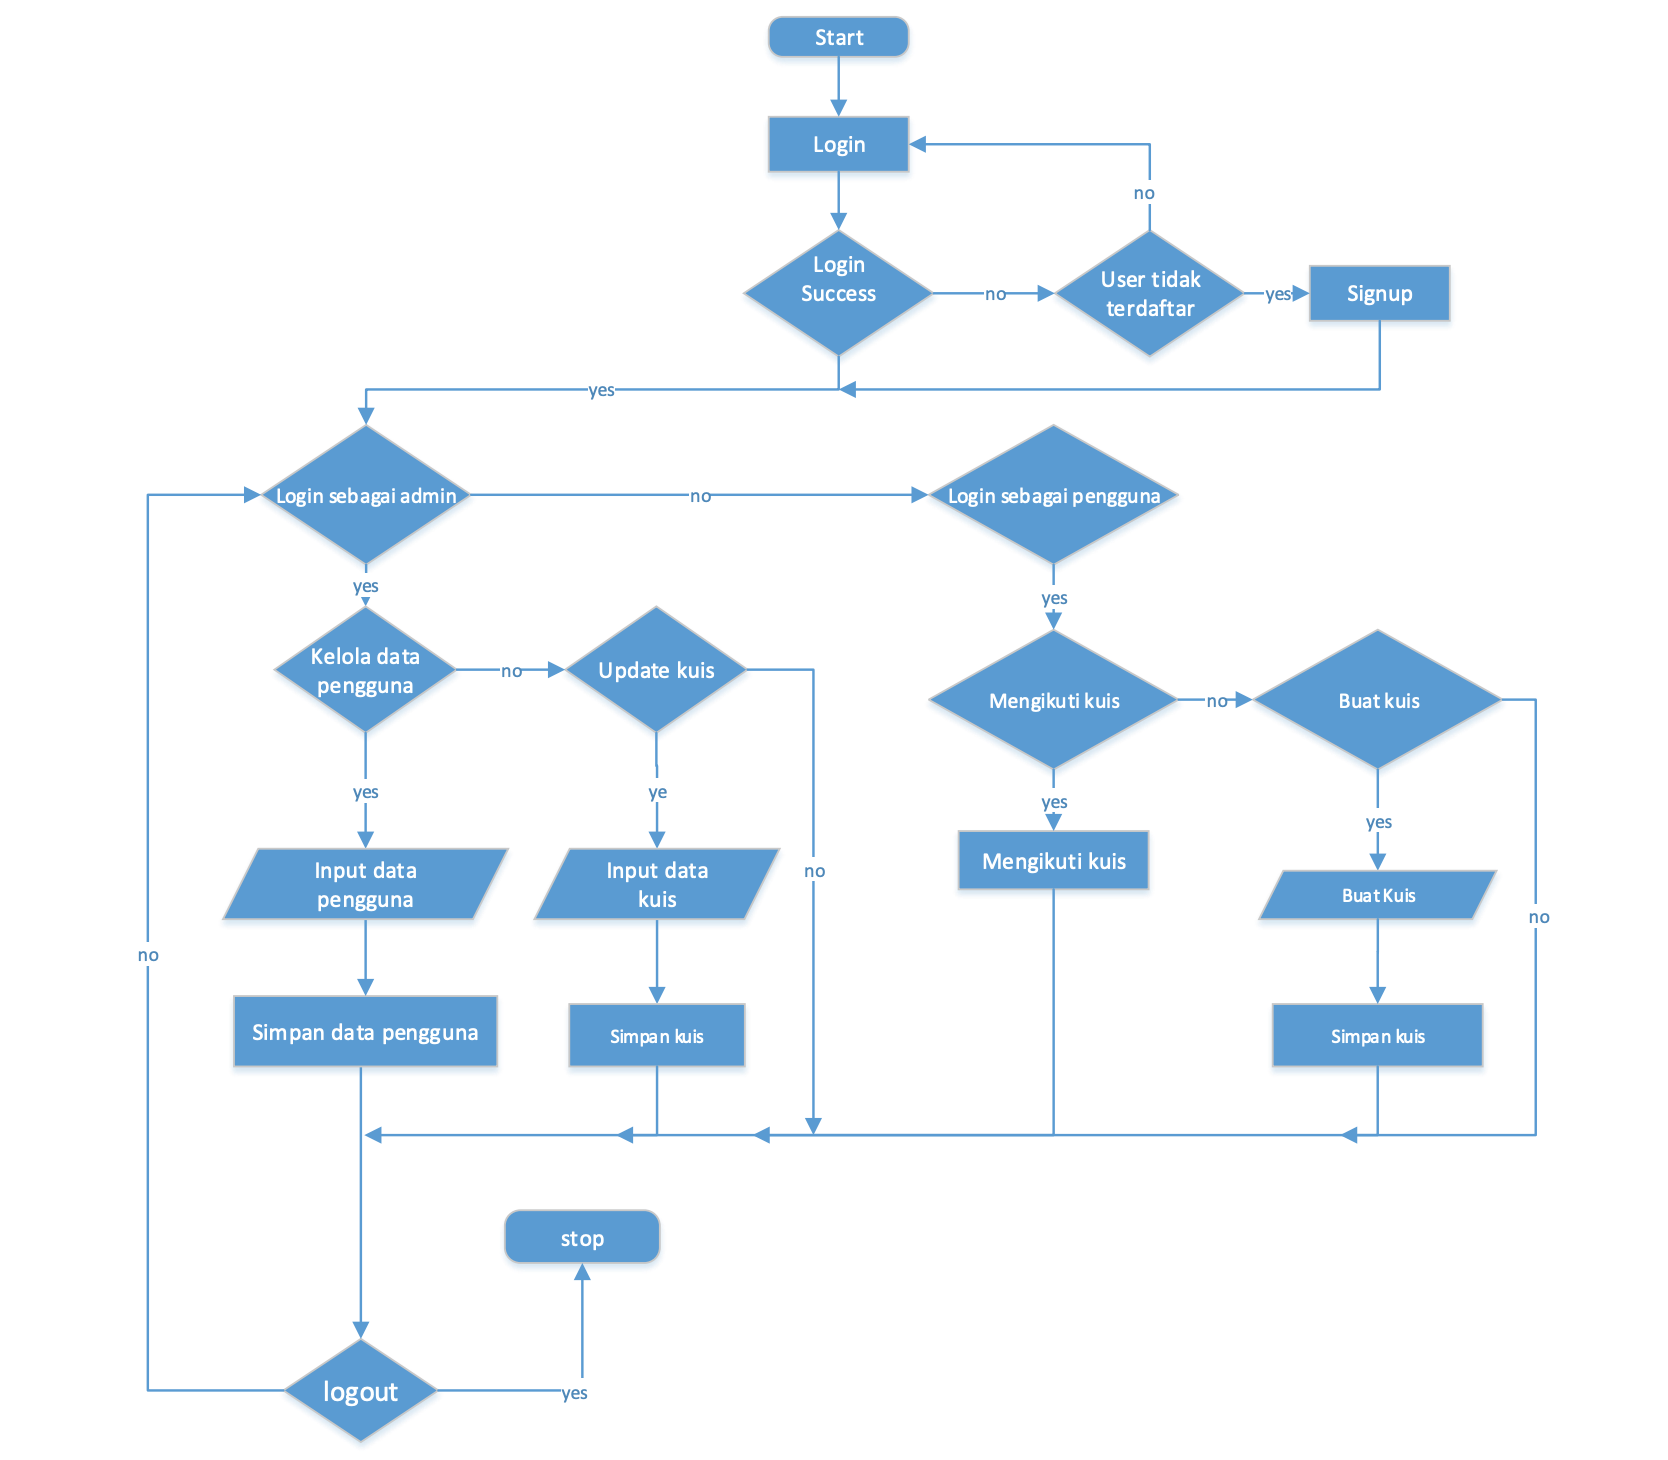 Start
Login
no
Login
Success
no
User tidak
terdaftar
yes
Signup
yes
Login sebagai admin
no
Login sebagai pengguna
yes
yes
Kelola data
pengguna
no
Update kuis
Mengikuti kuis
no
Buat kuis
yes
ye
yes
yes
Input data
pengguna
Input data
kuis
no
Mengikuti kuis
Buat Kuis
no
no
Simpan data pengguna
Simpan kuis
Simpan kuis
stop
logout
yes